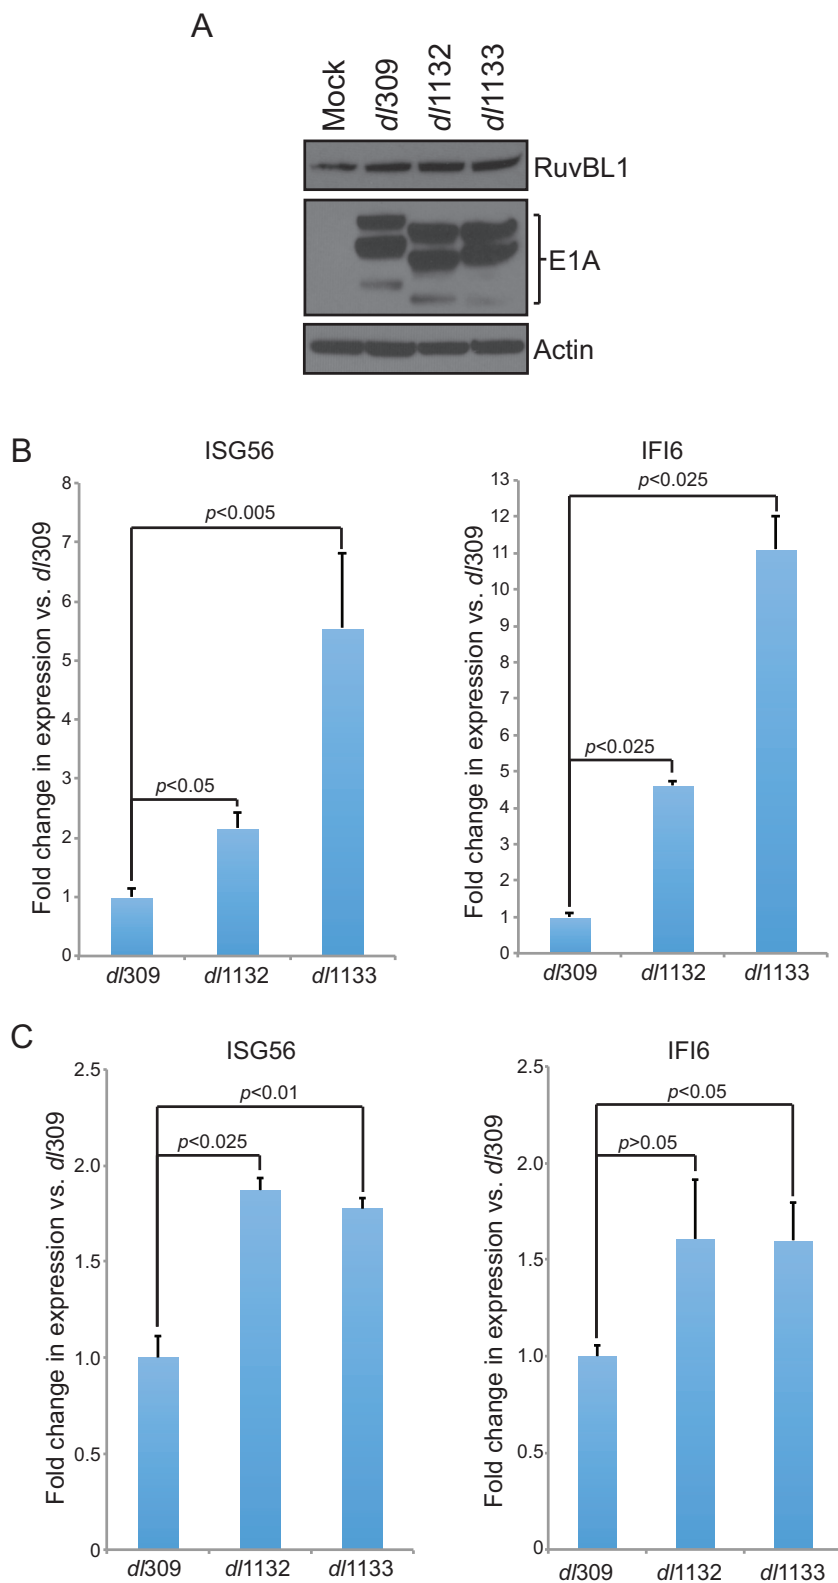 A
Mock dl309 dl1132 dl1133
RuvBL1
E1A
Actin
B
ISG56
Fold change in expression vs. dl309
8
7
6
5
4
3
2
1
0
p<0.005
p<0.05
dl309 dl1132 dl1133
IFI6
Fold change in expression vs. dl309
13
12
11
10
9
8
7
6
5
4
3
2
1
0
p<0.025
p<0.025
dl309 dl1132 dl1133
C
ISG56
Fold change in expression vs. dl309
2.5
2.0
1.5
1.0
0.5
0
p<0.01
p<0.025
dl309 dl1132 dl1133
IFI6
Fold change in expression vs. dl309
2.5
2.0
1.5
1.0
0.5
0
p<0.05
p>0.05
dl309 dl1132 dl1133